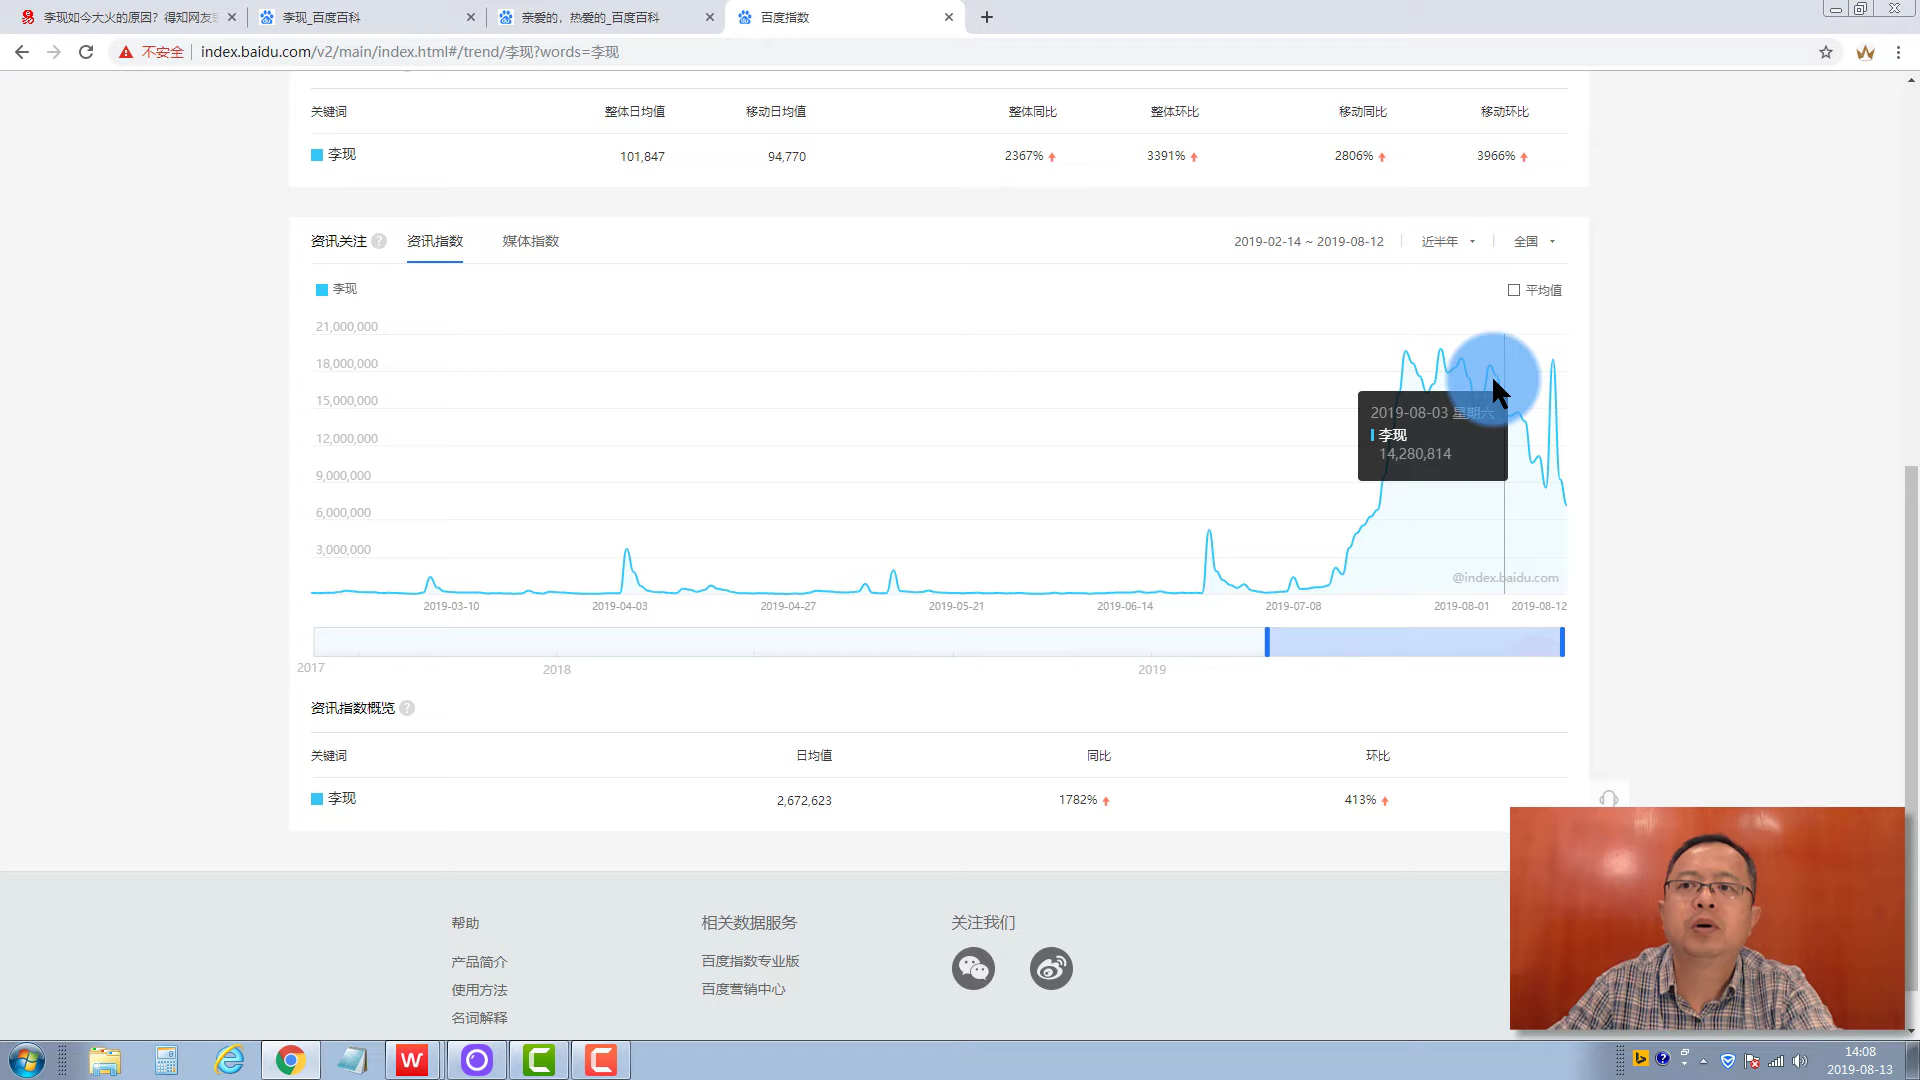 李现如今大火的原因？得知网友
李现_百度百科
亲爱的，热爱的_百度百科
百度指数
不安全
index.baidu.com/v2/main/index.html#/trend/李现?words=李现
关键词 整体日均值 移动日均值 整体同比 整体环比 移动同比 移动环比
李现 101,847 94,770 2367% 3391% 2806% 3966%
资讯关注 ? 资讯指数 媒体指数 2019-02-14 ~ 2019-08-12 近半年 全国
李现 平均值
21,000,000
18,000,000
15,000,000
12,000,000
9,000,000
6,000,000
3,000,000
2019-08-03 星期六
李现
14,280,814
@index.baidu.com
2019-03-10 2019-04-03 2019-04-27 2019-05-21 2019-06-14 2019-07-08 2019-08-01 2019-08-12
2017 2018 2019
资讯指数概览 ?
关键词 日均值 同比 环比
李现 2,672,623 1782% 413%
帮助 相关数据服务 关注我们
产品简介 百度指数专业版
使用方法 百度营销中心
名词解释
14:08
2019-08-13